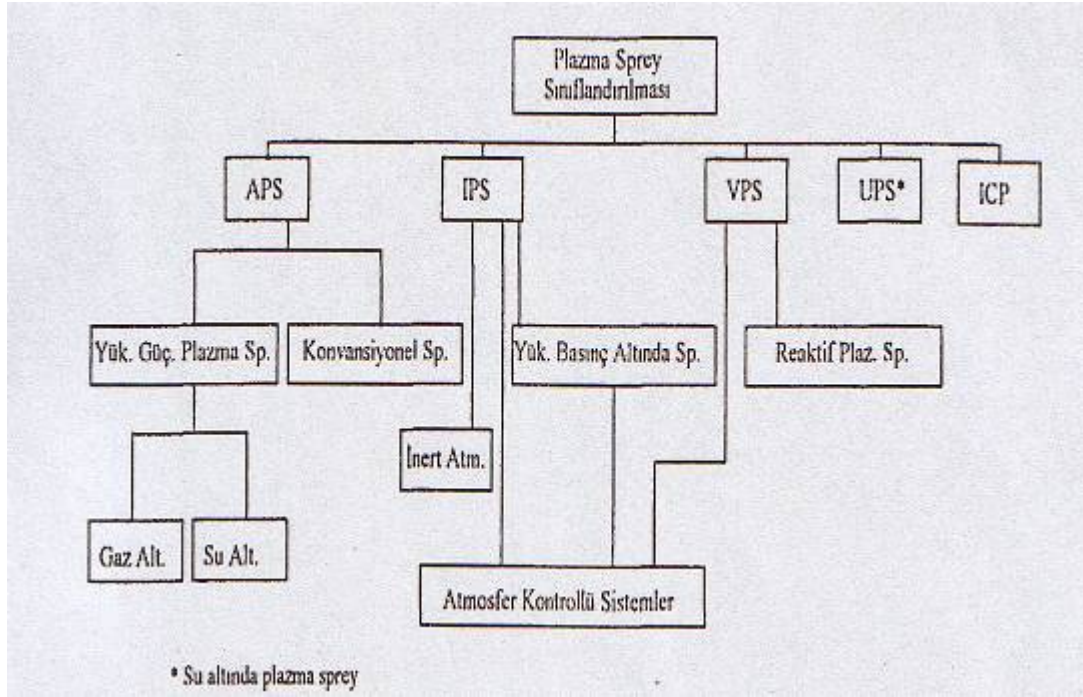 Plazma Sprey
Sınıflandırılması
APS
IPS
VPS
UPS*
ICP
Yük. Güç. Plazma Sp.
Konvansiyonel Sp.
Yük. Basınç Altında Sp.
Reaktif Plaz. Sp.
İnert Atm.
Gaz Alt.
Su Alt.
Atmosfer Kontrollü Sistemler
* Su altında plazma sprey